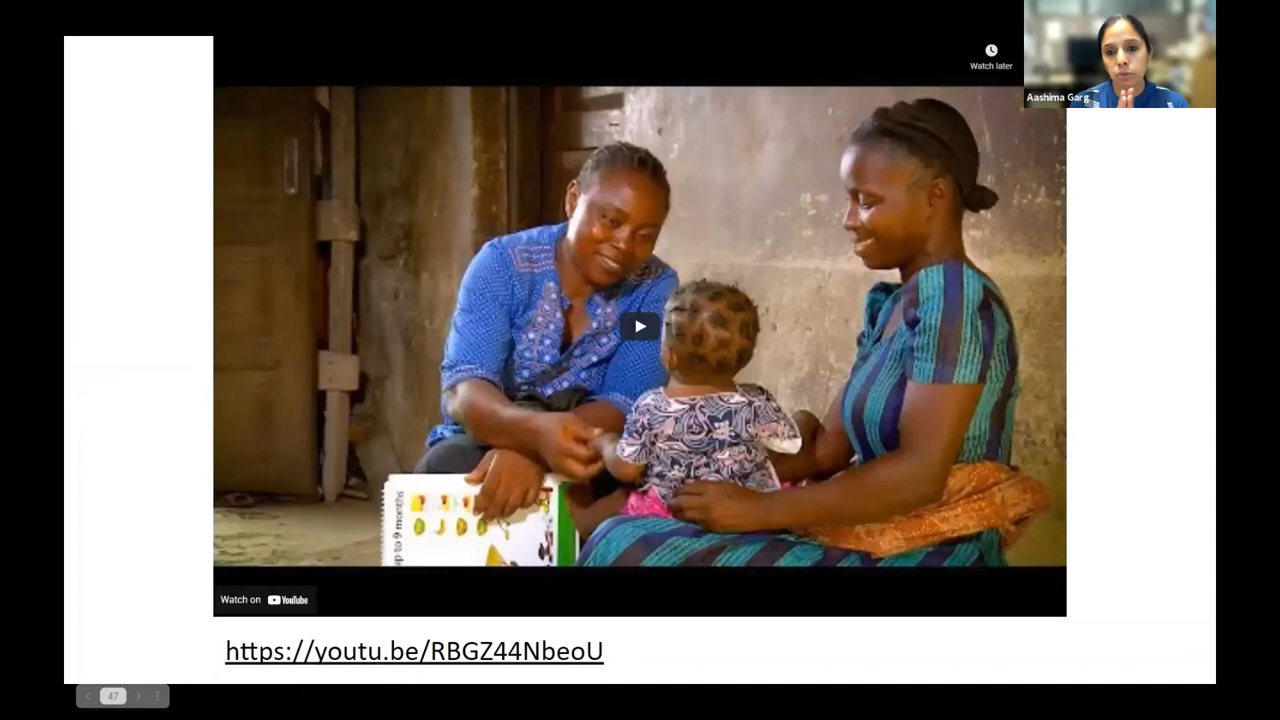 Watch later
Aashima Garg
up to 9 months
Watch on YouTube
https://youtu.be/RBGZ44NbeoU
47